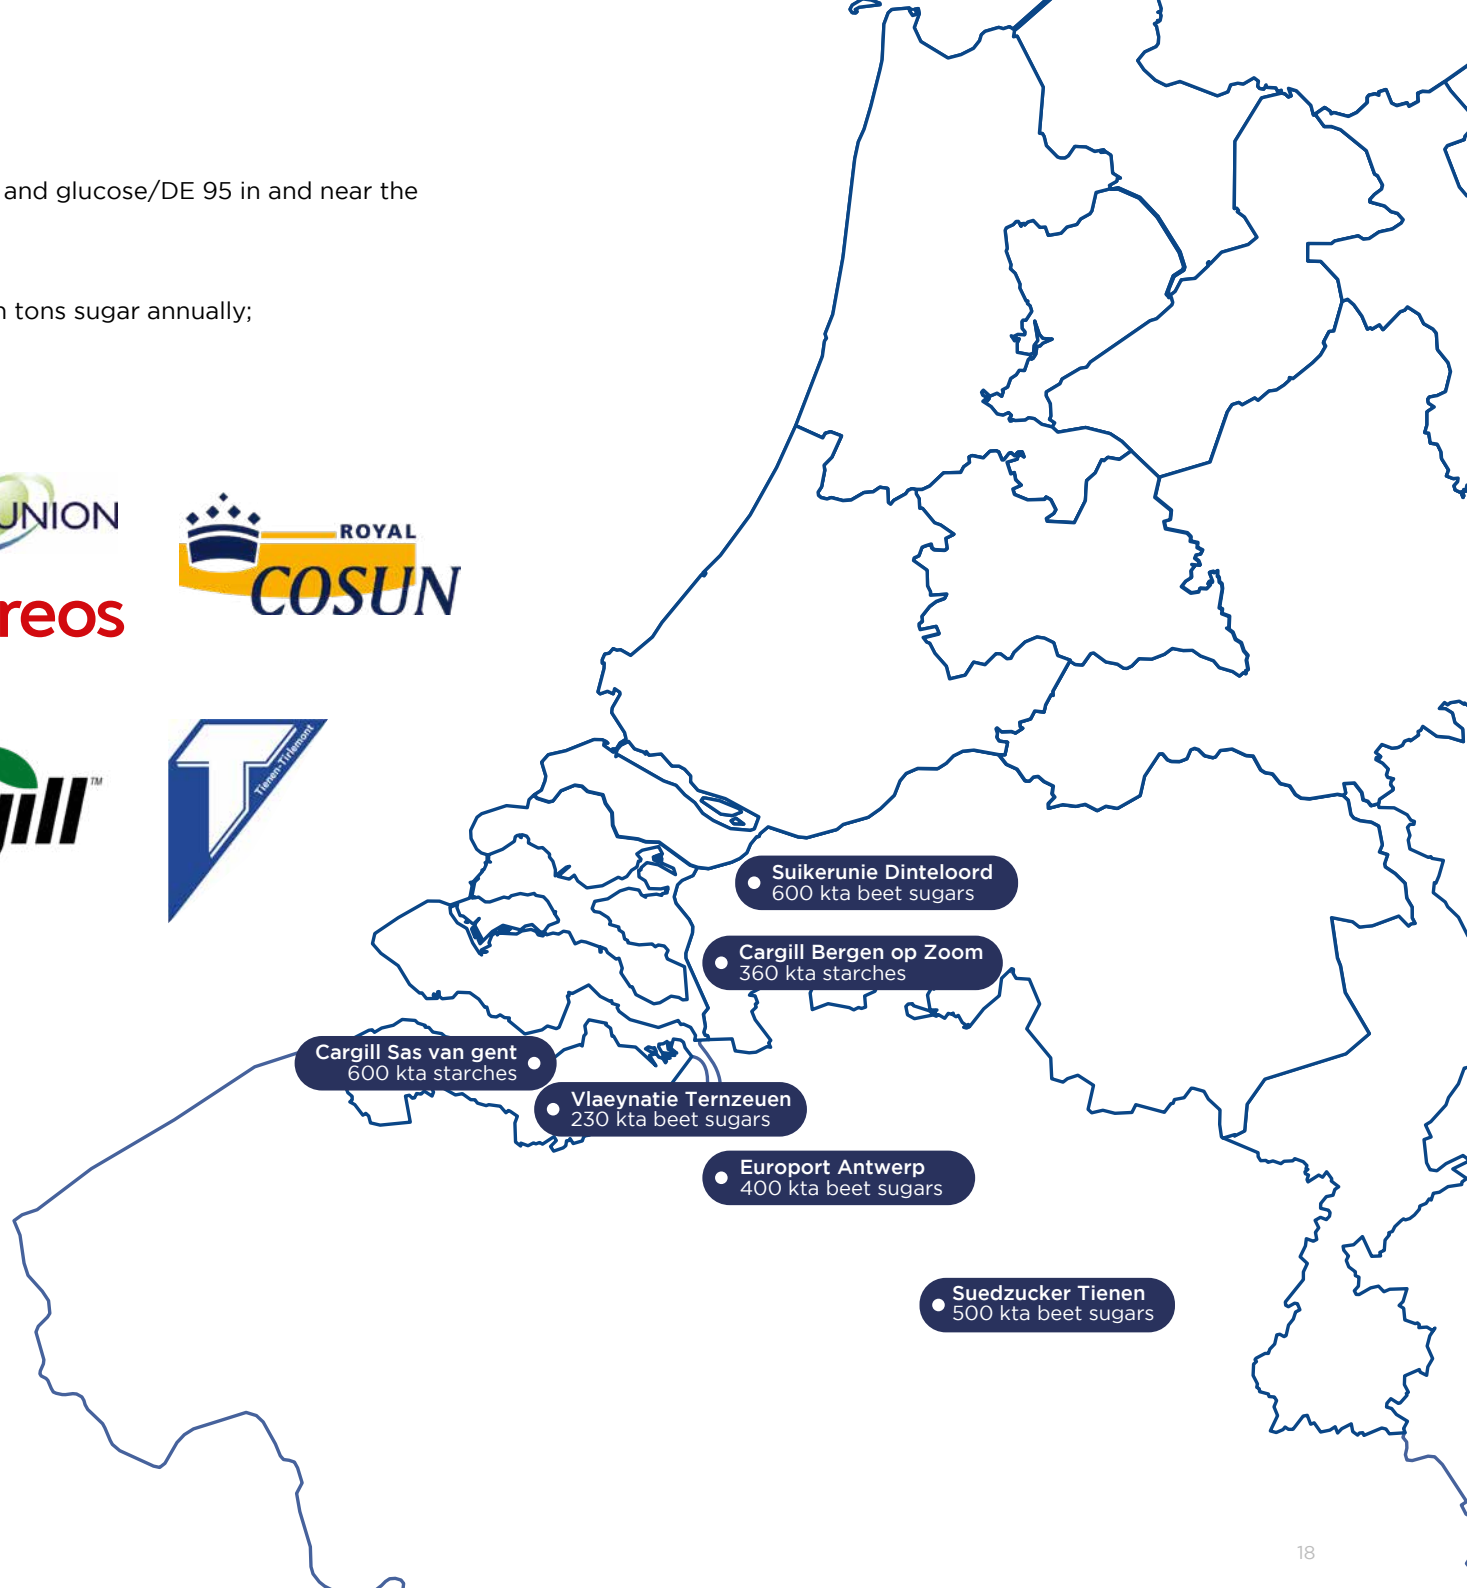 and glucose/DE 95 in and near the
tons sugar annually;
UNION
ROYAL
COSUN
reos
ill™
T
Tienen-Tirlemont
Suikerunie Dinteloord
600 kta beet sugars
Cargill Bergen op Zoom
360 kta starches
Cargill Sas van gent
600 kta starches
Vlaeynatie Ternzeuen
230 kta beet sugars
Europort Antwerp
400 kta beet sugars
Suedzucker Tienen
500 kta beet sugars
18